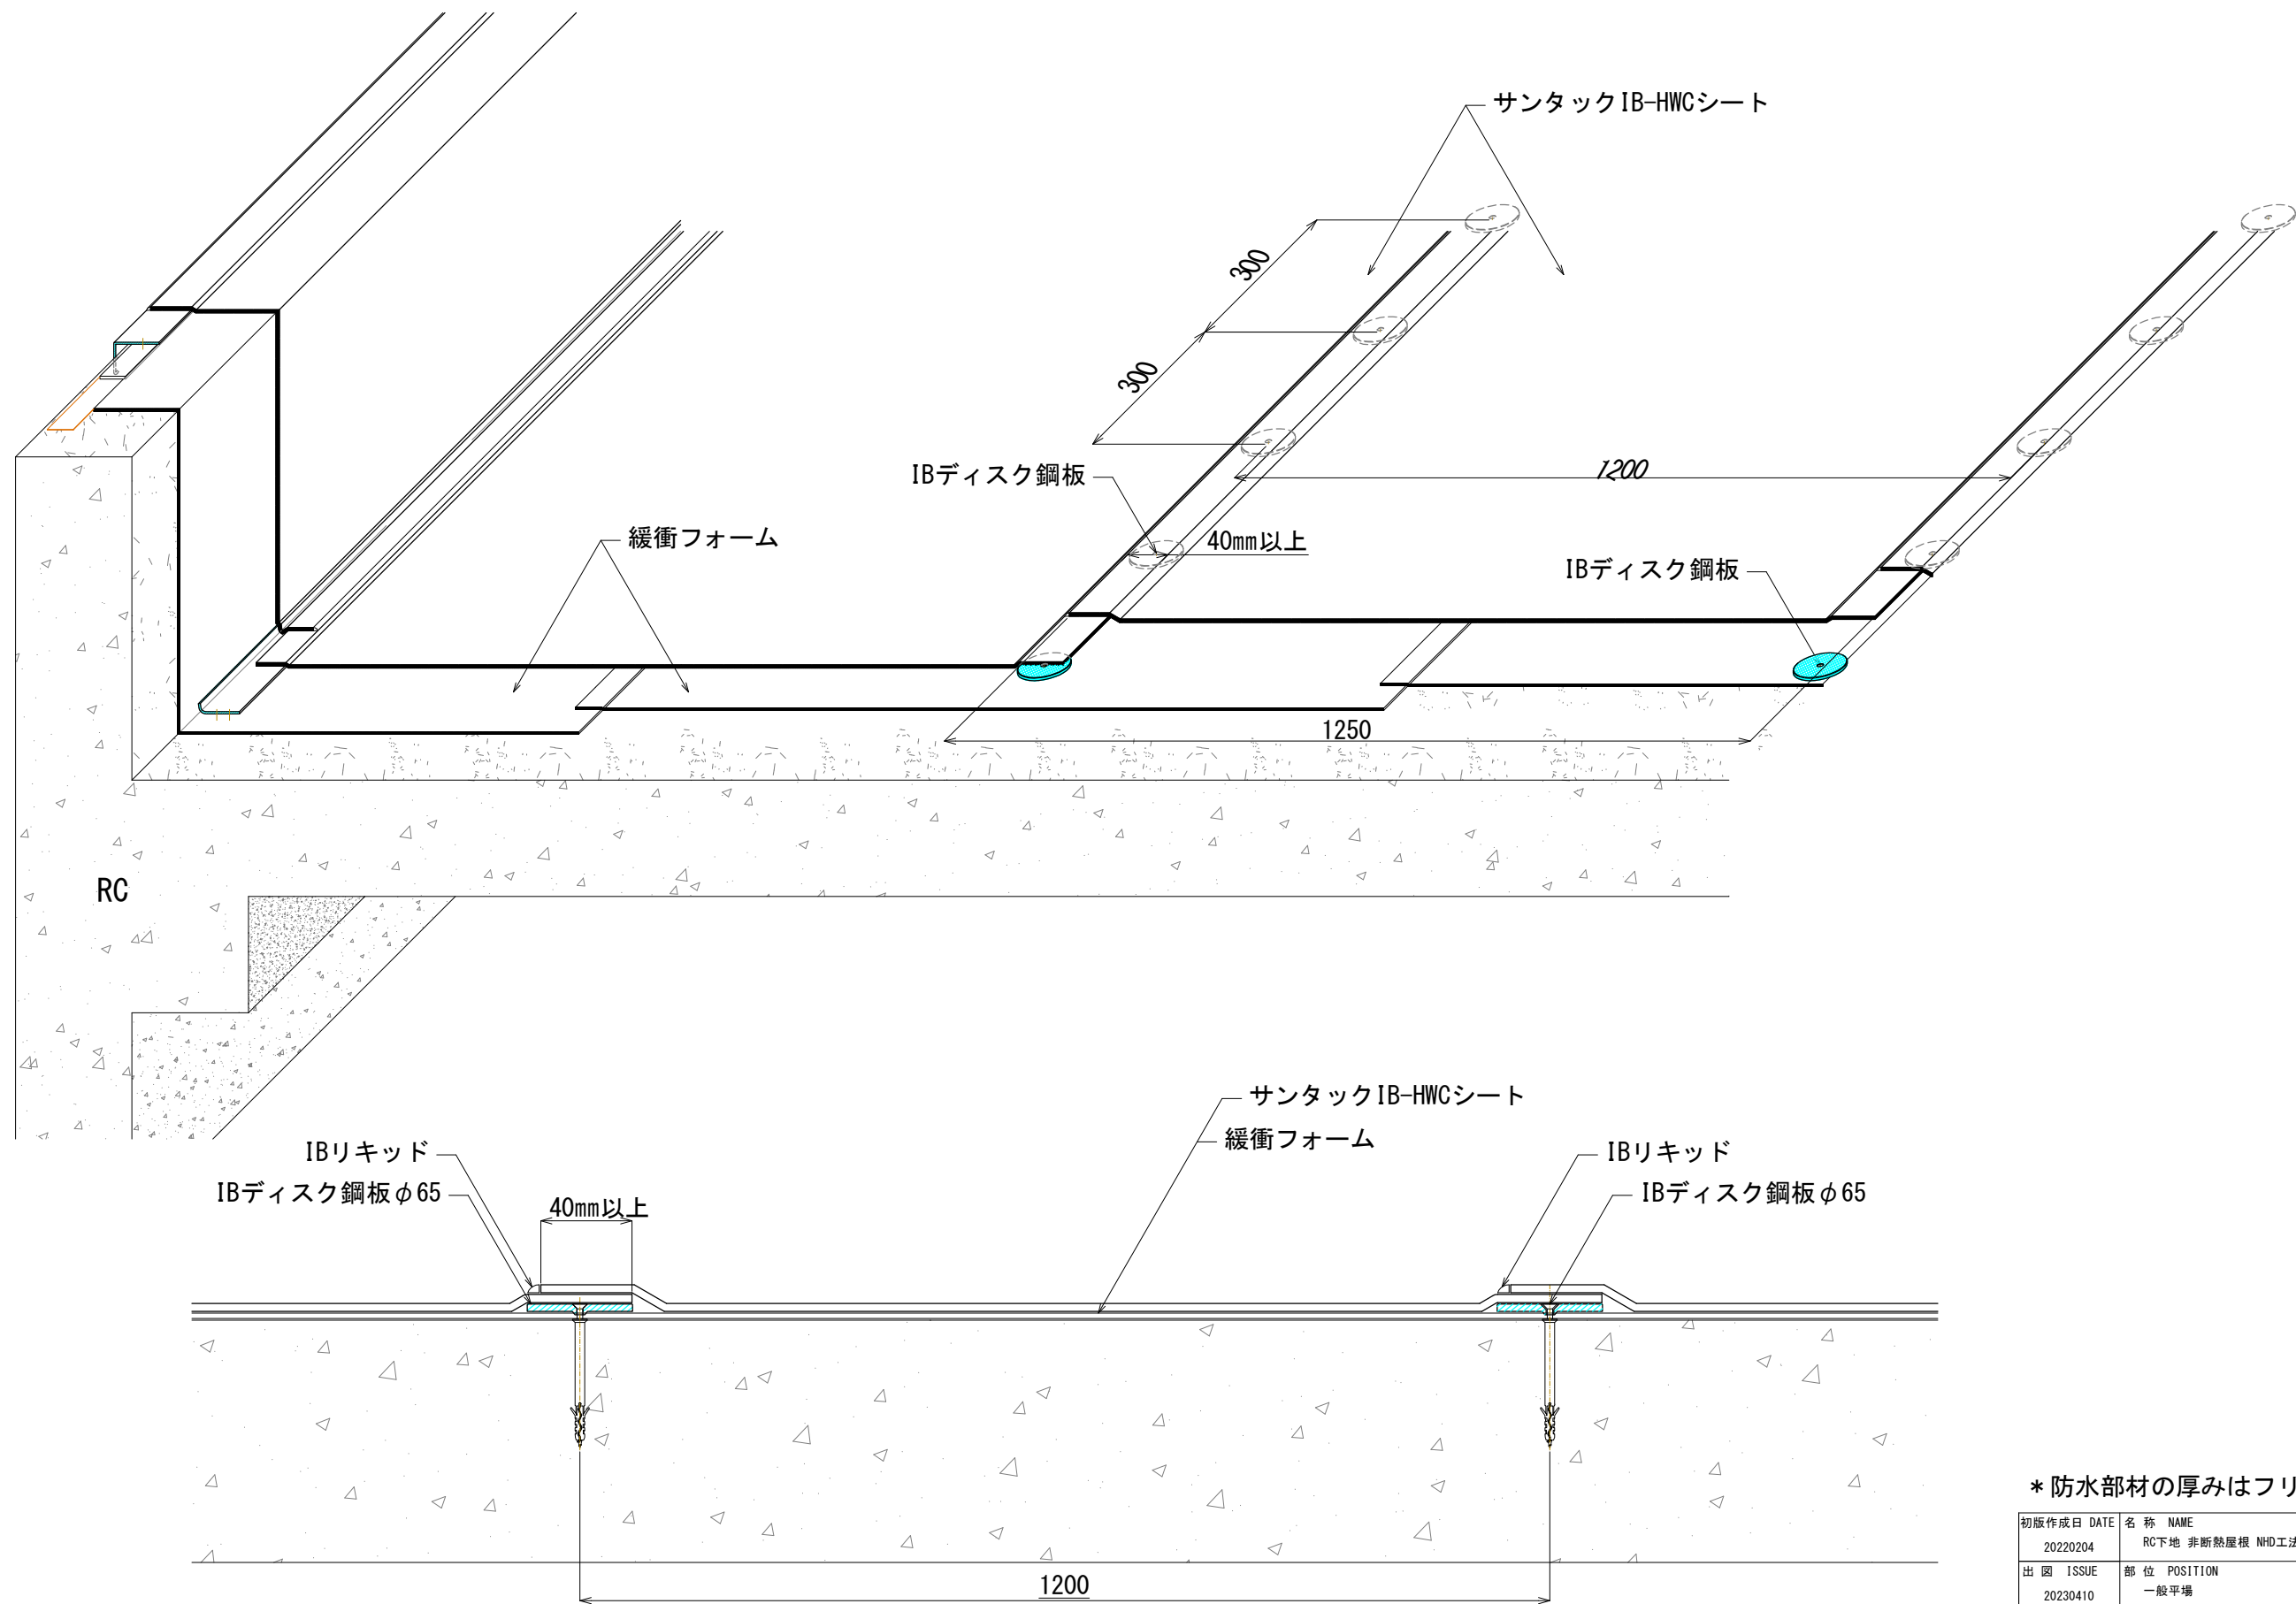 サンタックIB-HWCシート
300
300
IBディスク鋼板
1200
緩衝フォーム
40mm以上
IBディスク鋼板
1250
RC
サンタックIB-HWCシート
緩衝フォーム
IBリキッド
IBディスク鋼板φ65
40mm以上
IBリキッド
IBディスク鋼板φ65
1200
*防水部材の厚みはフリ
初版作成日 DATE
20220204
名 称 NAME
RC下地 非断熱屋根 NHD工法
出 図 ISSUE
20230410
部 位 POSITION
一般平場